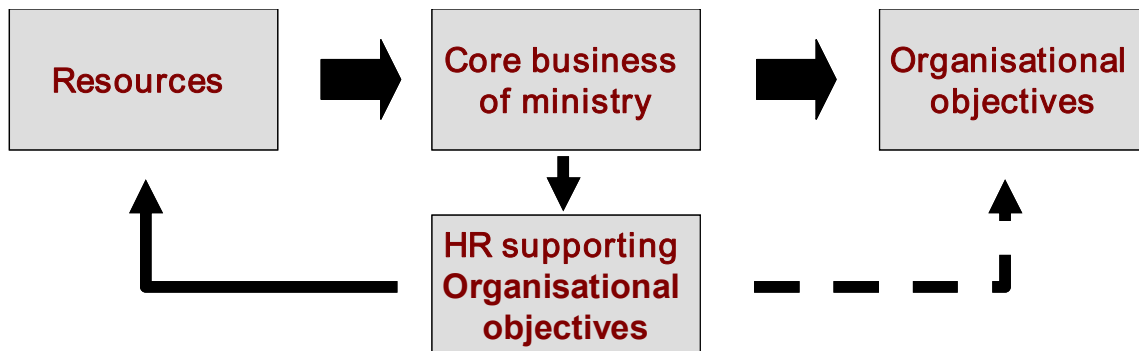 Resources
Core business
of ministry
Organisational
objectives
HR supporting
Organisational
objectives